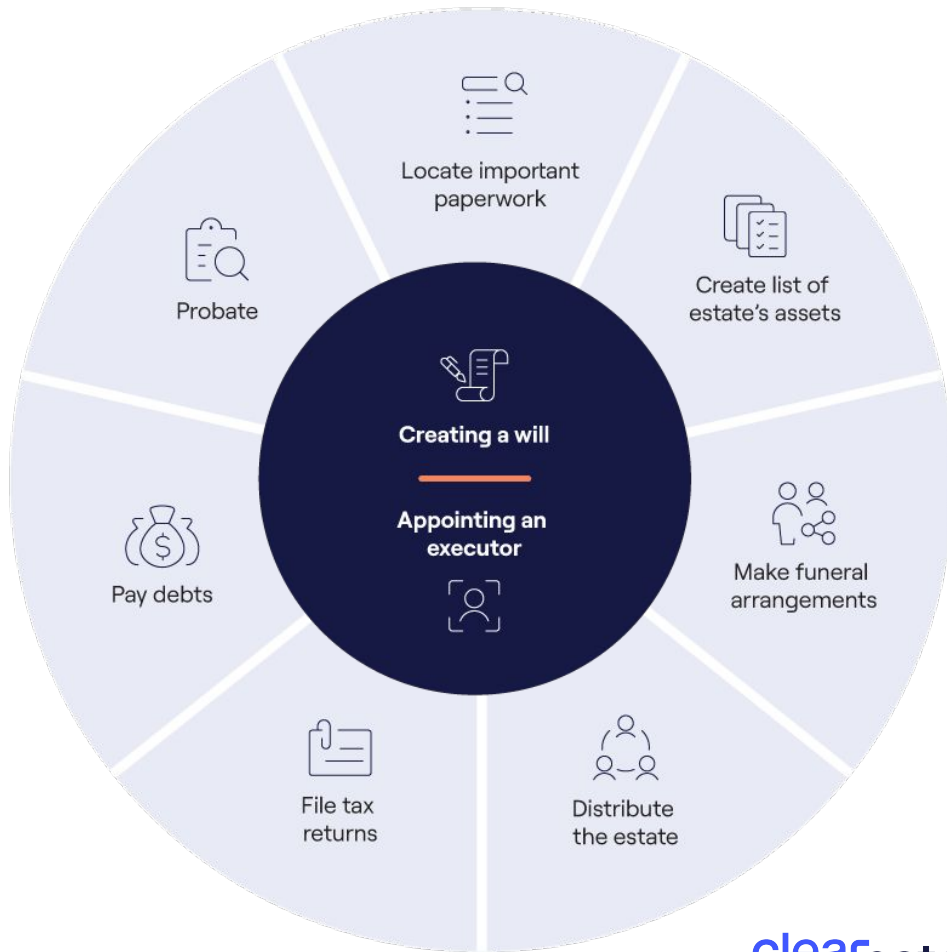 Locate important
paperwork
Create list of
estate's assets
Make funeral
arrangements
Distribute
the estate
File tax
returns
Pay debts
Probate
Creating a will
Appointing an
executor
$